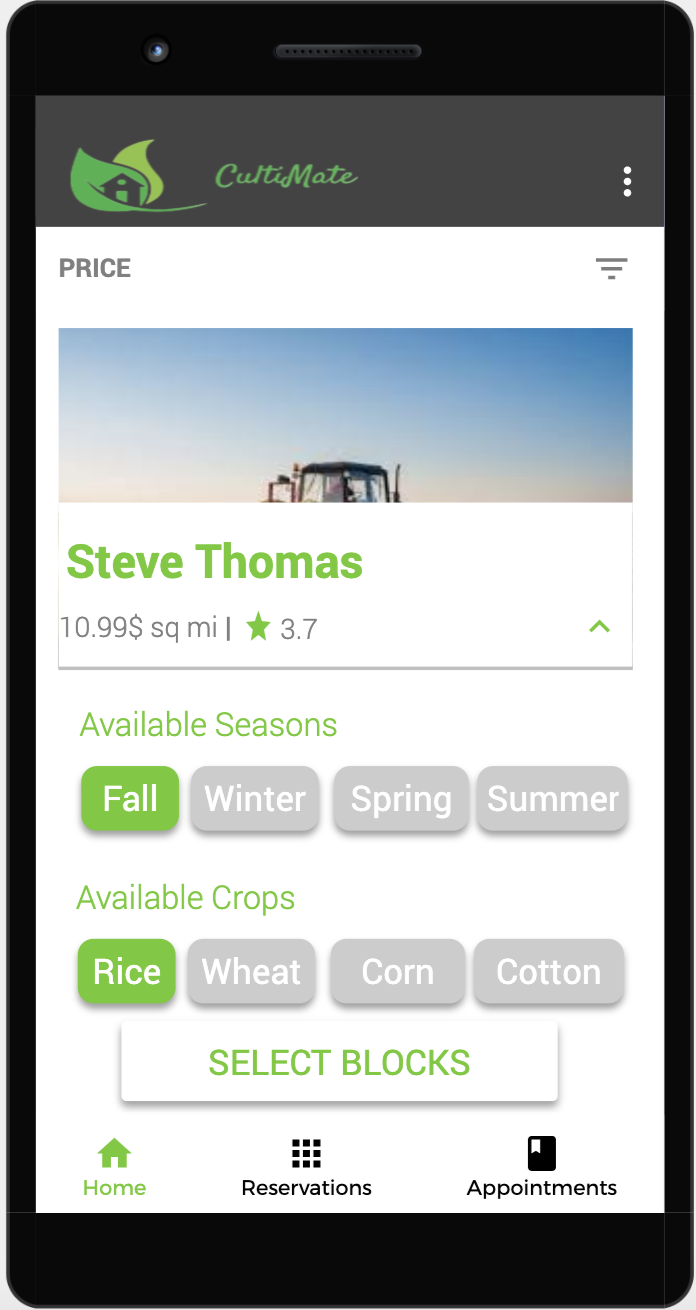 CultiMate
PRICE
Steve Thomas
10.99$ sq mi | 3.7
Available Seasons
Fall Winter Spring Summer
Available Crops
Rice Wheat Corn Cotton
SELECT BLOCKS
Home Reservations Appointments